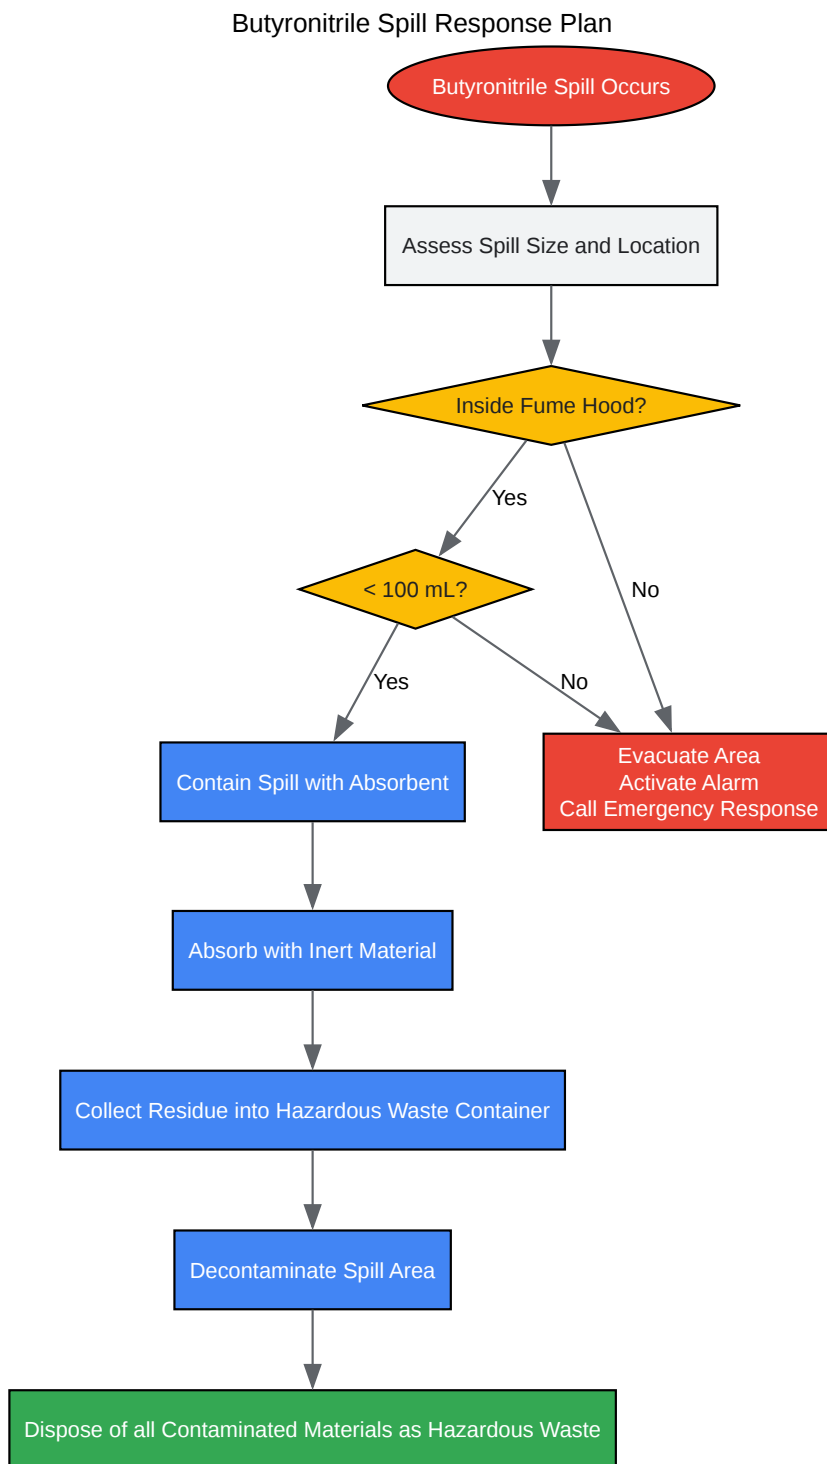 Butyronitrile Spill Response Plan
Butyronitrile Spill Occurs
Assess Spill Size and Location
Inside Fume Hood?
Yes
< 100 mL?
No
Yes
No
Contain Spill with Absorbent
Evacuate Area
Activate Alarm
Call Emergency Response
Absorb with Inert Material
Collect Residue into Hazardous Waste Container
Decontaminate Spill Area
Dispose of all Contaminated Materials as Hazardous Waste